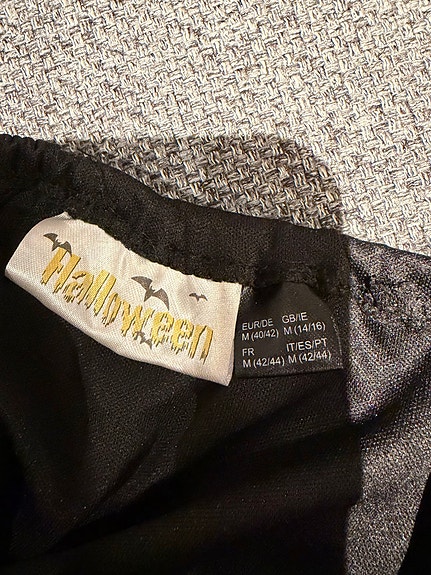 Halloween
EUR/DE GB/IE
M (40/42) M (14/16)
FR IT/ES/PT
M (42/44) M (42/44)